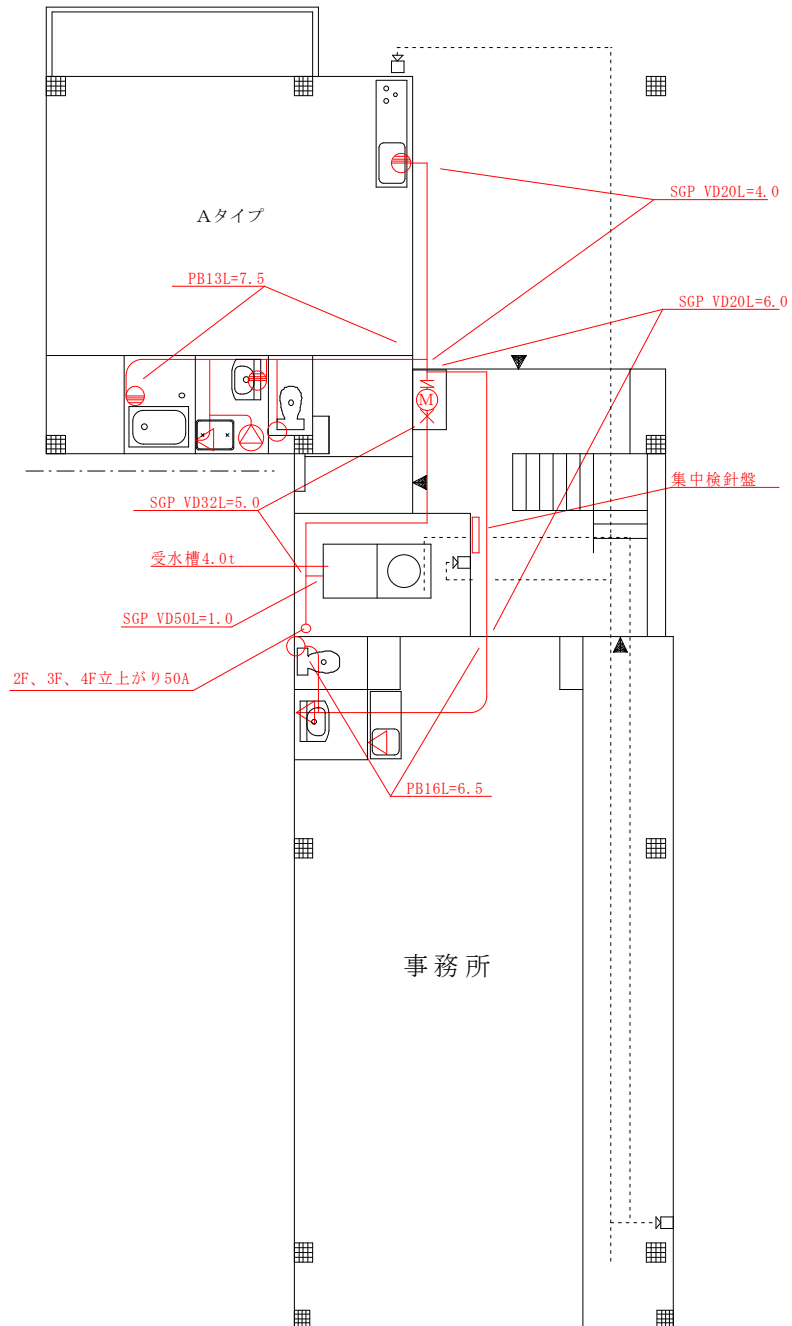 SGP VD20L=4.0
Aタイプ
PB13L=7.5
SGP VD20L=6.0
M
集中検針盤
SGP VD32L=5.0
受水槽4.0t
SGP VD50L=1.0
2F、3F、4F立上がり50A
PB16L=6.5
事務所